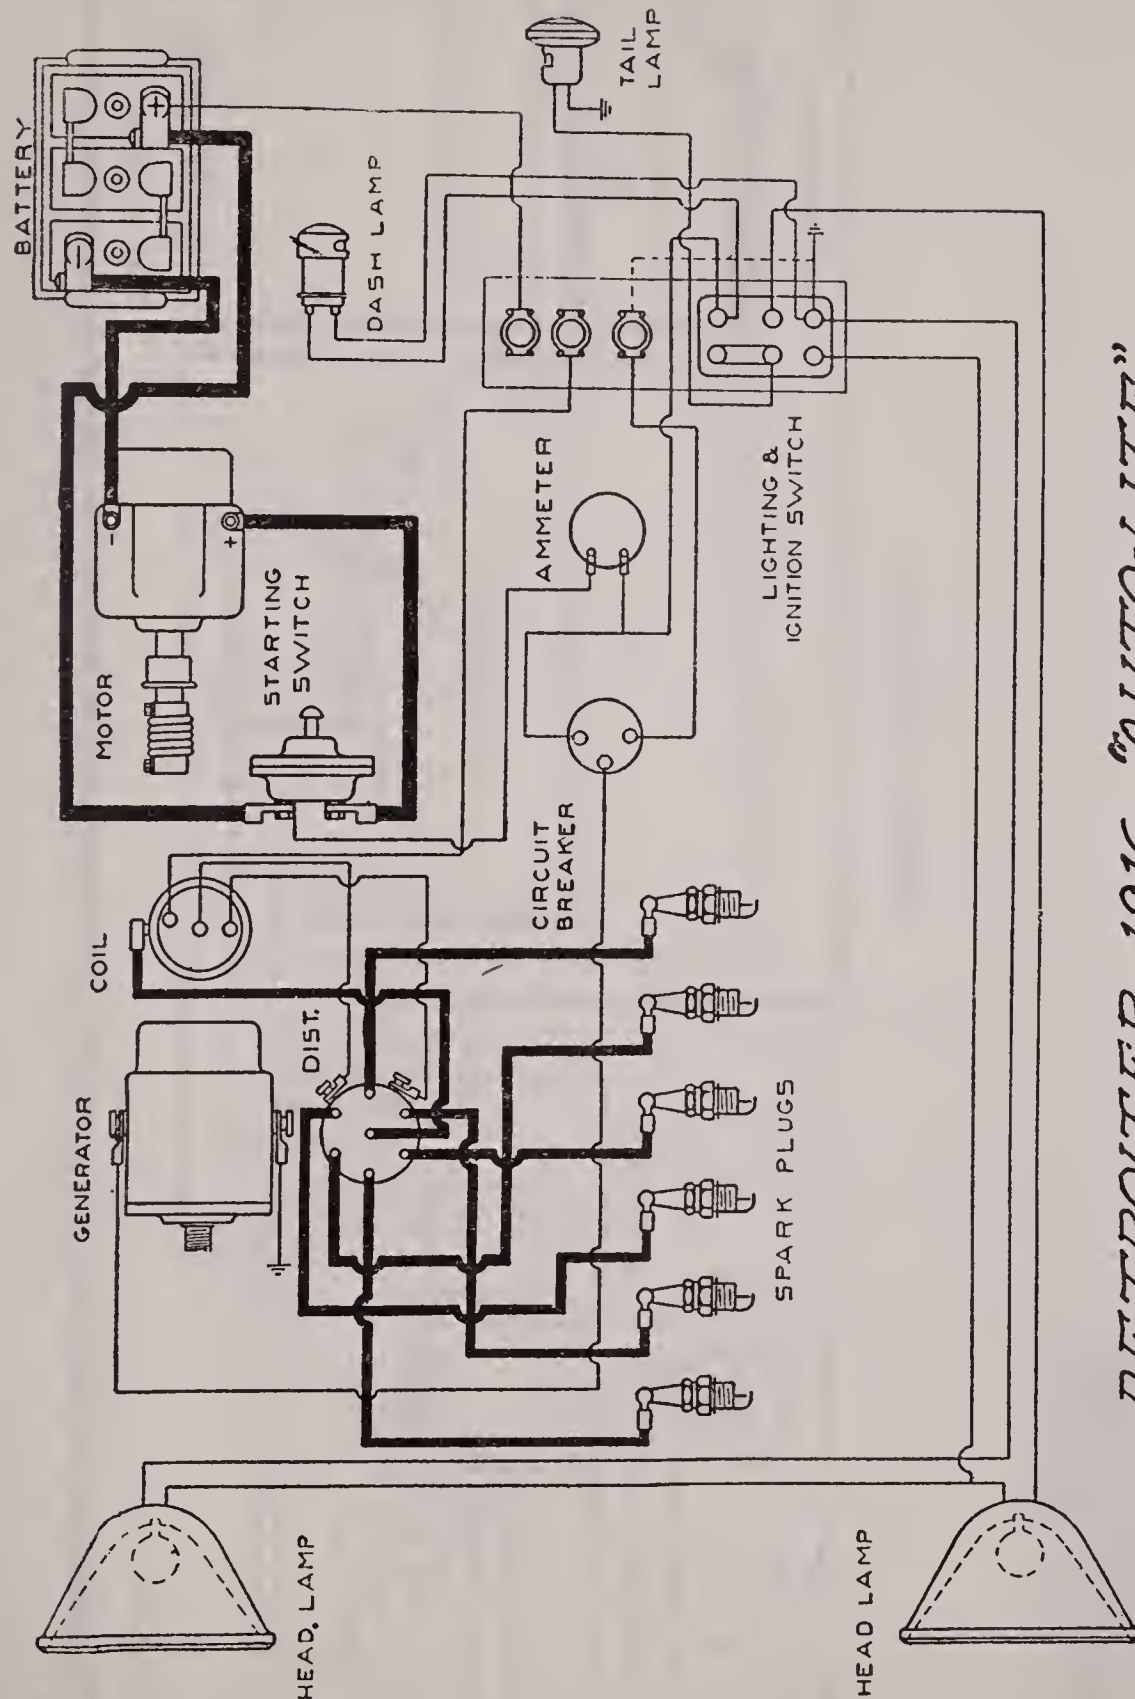 BATTERY
TAIL
LAMP
DASH LAMP
+
−
-
+
MOTOR
STARTING
SWITCH
AMMETER
LIGHTING &
IGNITION SWITCH
COIL
CIRCUIT
BREAKER
DIST.
GENERATOR
SPARK PLUGS
HEAD. LAMP
HEAD LAMP